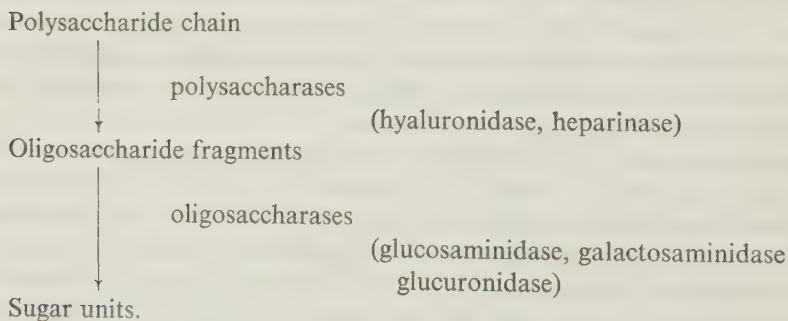 Polysaccharide chain
polysaccharases
(hyaluronidase, heparinase)
Oligosaccharide fragments
oligosaccharases
(glucosaminidase, galactosaminidase
glucuronidase)
Sugar units.